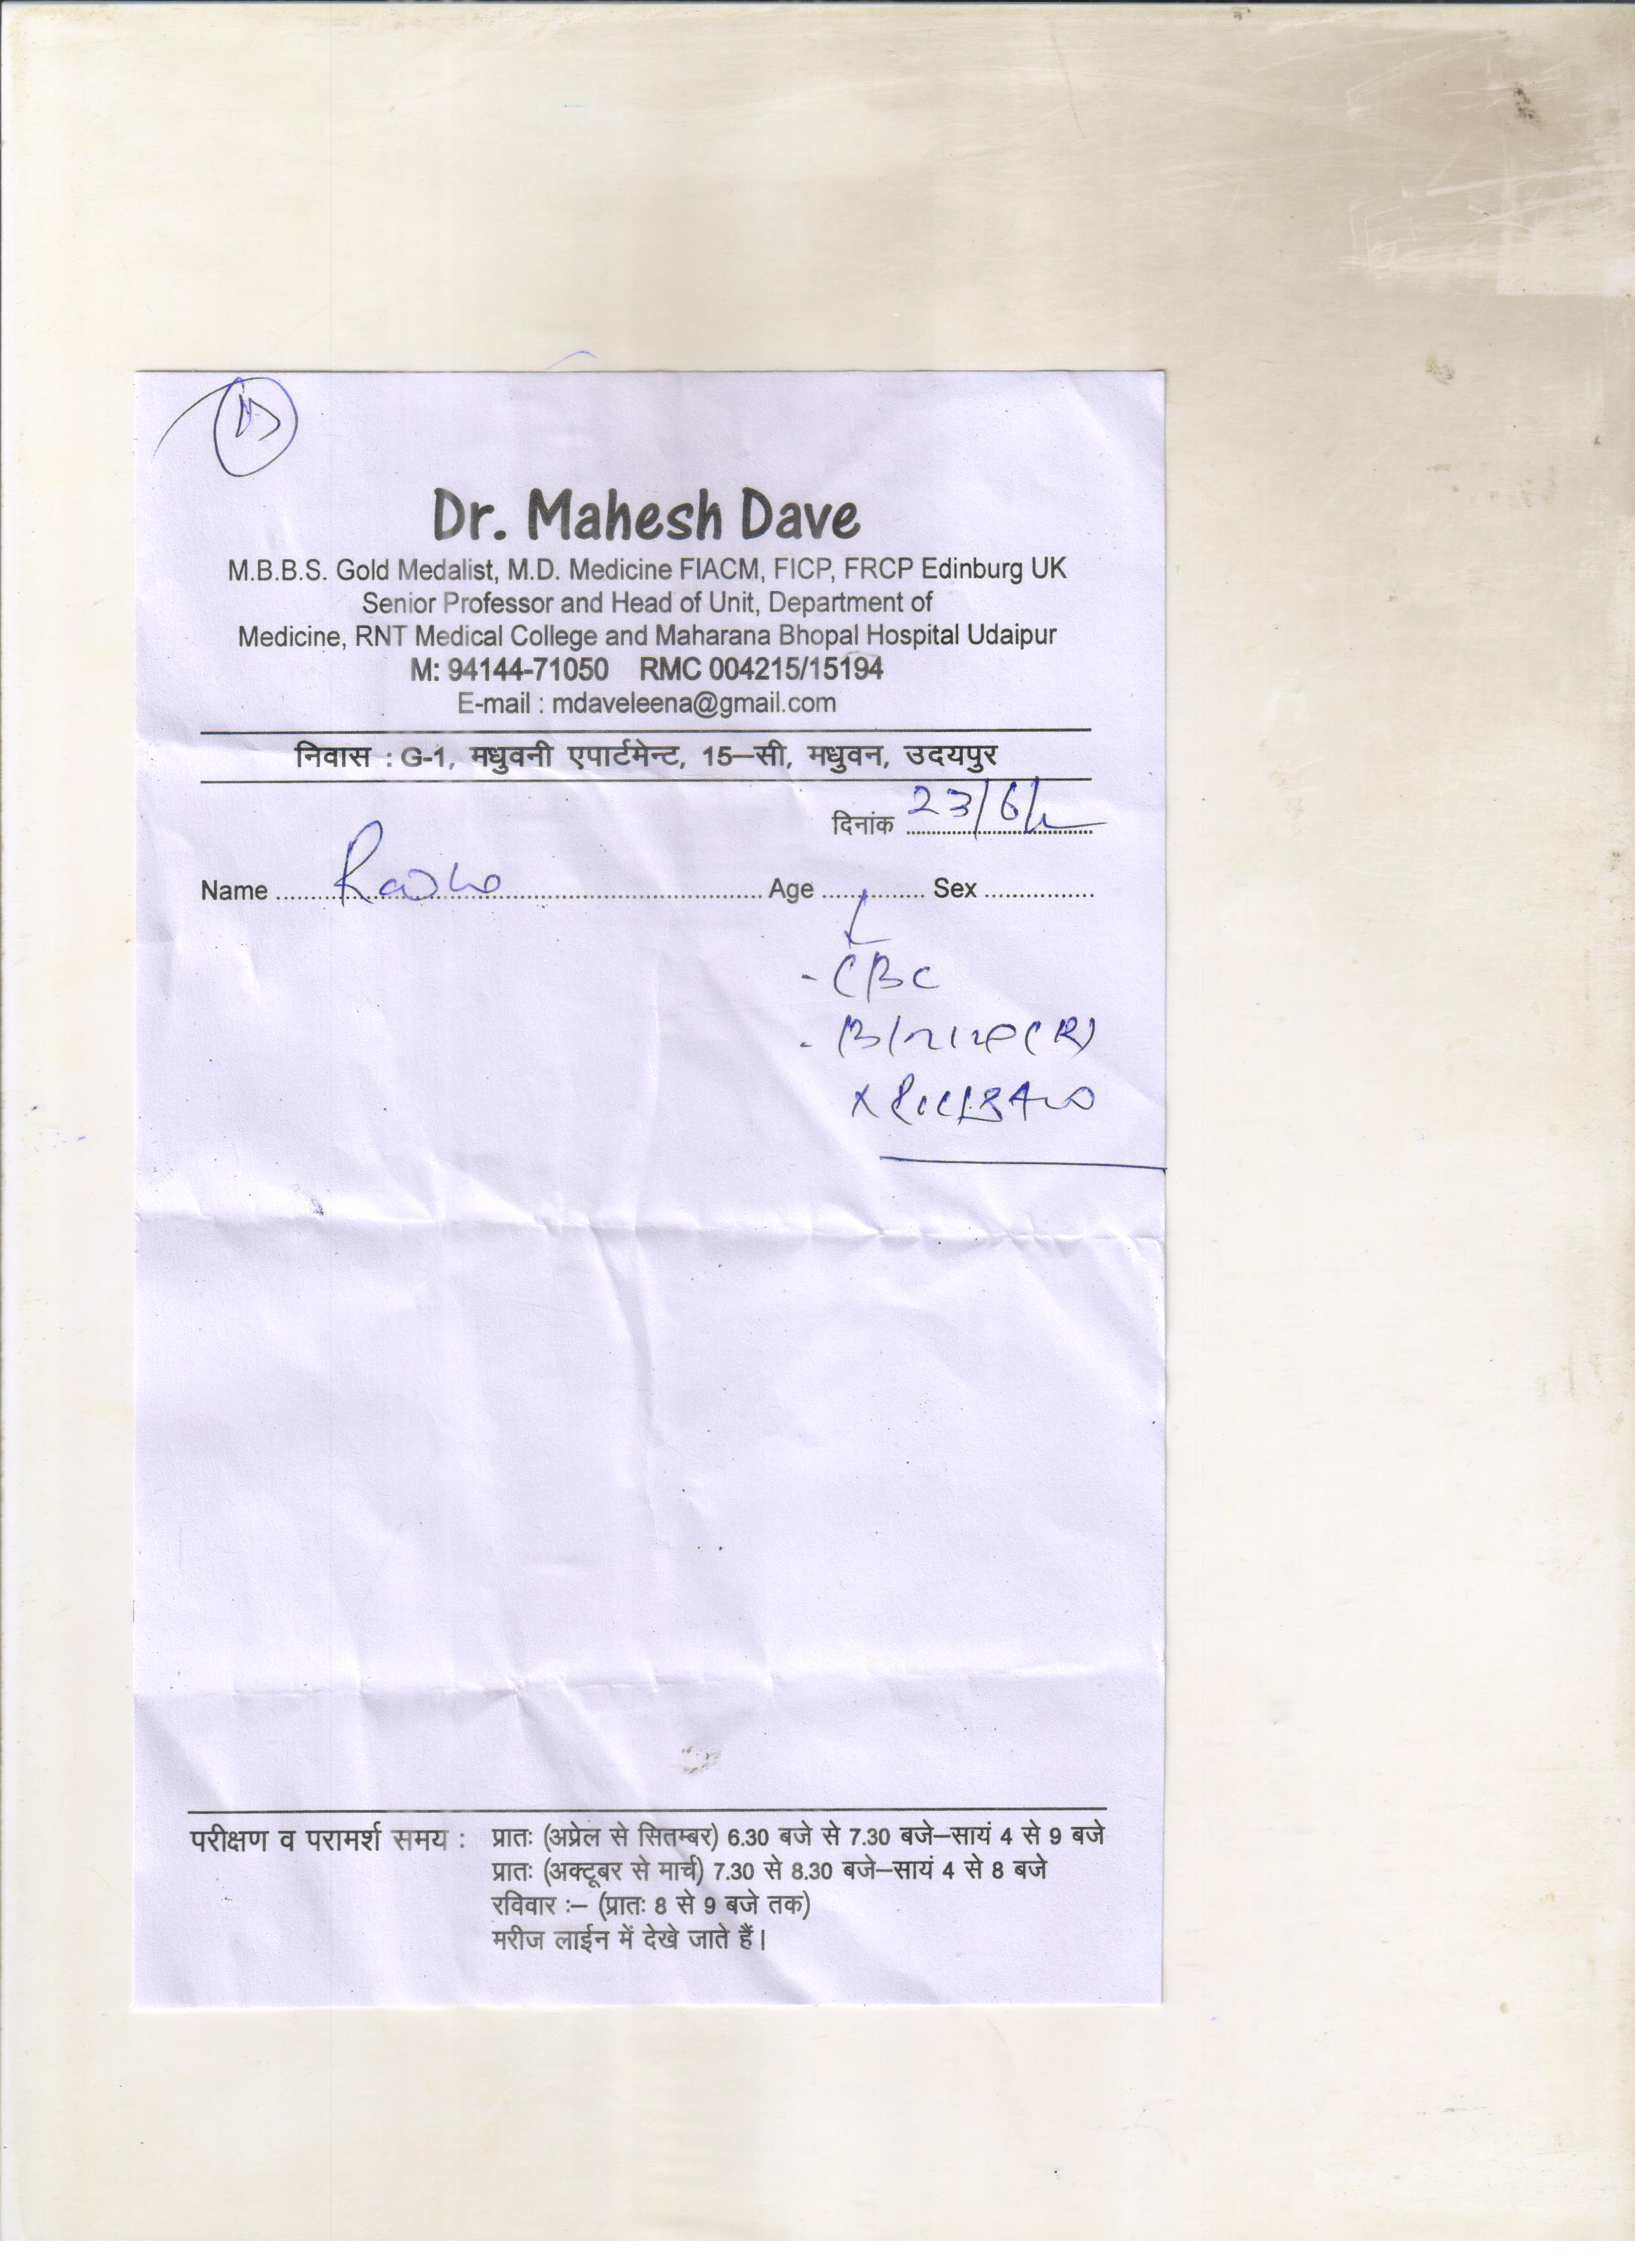 Dr. Mahesh Dave
M.B.B.S. Gold Medalist, M.D. Medicine FIACM, FICP, FRCP Edinburg UK
Senior Professor and Head of Unit, Department of
Medicine, RNT Medical College and Maharana Bhopal Hospital Udaipur
M: 94144-71050 RMC 004215/15194
E-mail : mdaveleena@gmail.com
निवास : G-1, मधुवनी एपार्टमेन्ट, 15–सी, मधुवन, उदयपुर
दिनांक 23/6/
Name Age Sex
- CBC
परीक्षण व परामर्श समय : प्रातः (अप्रेल से सितम्बर) 6.30 बजे से 7.30 बजे–सायं 4 से 9 बजे
प्रातः (अक्टूबर से मार्च) 7.30 से 8.30 बजे–सायं 4 से 8 बजे
रविवार :– (प्रातः 8 से 9 बजे तक)
मरीज लाईन में देखे जाते हैं।